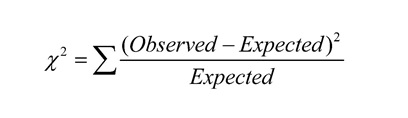 χ² = ∑ (Observed – Expected)² / Expected